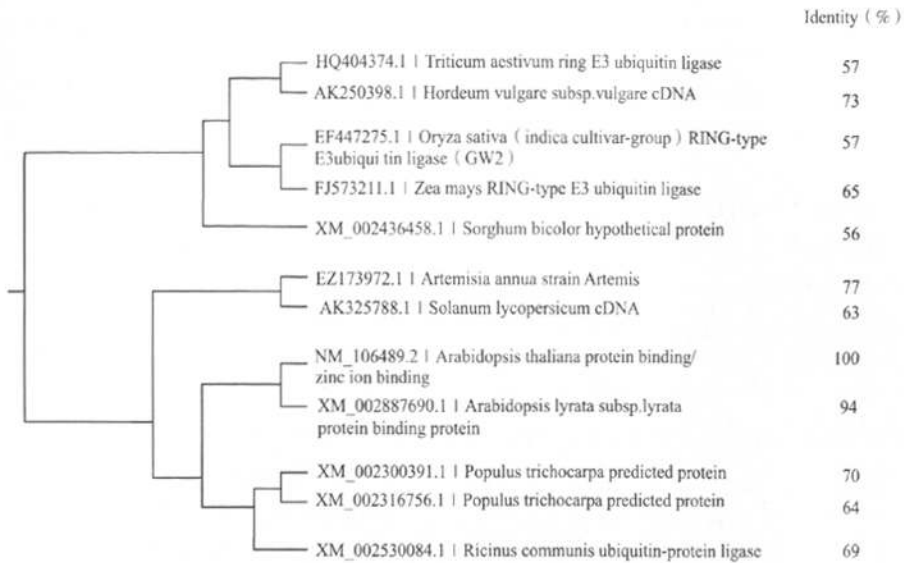 Identity ( % )
HQ404374.1 | Triticum aestivum ring E3 ubiquitin ligase 57
AK250398.1 | Hordeum vulgare subsp.vulgare cDNA 73
EF447275.1 | Oryza sativa ( indica cultivar-group ) RING-type 57
E3ubiqui tin ligase ( GW2 )
FJ573211.1 | Zea mays RING-type E3 ubiquitin ligase 65
XM_002436458.1 | Sorghum bicolor hypothetical protein 56
EZ173972.1 | Artemisia annua strain Artemis 77
AK325788.1 | Solanum lycopersicum cDNA 63
NM_106489.2 | Arabidopsis thaliana protein binding/ 100
zinc ion binding
XM_002887690.1 | Arabidopsis lyrata subsp.lyrata 94
protein binding protein
XM_002300391.1 | Populus trichocarpa predicted protein 70
XM_002316756.1 | Populus trichocarpa predicted protein 64
XM_002530084.1 | Ricinus communis ubiquitin-protein ligase 69